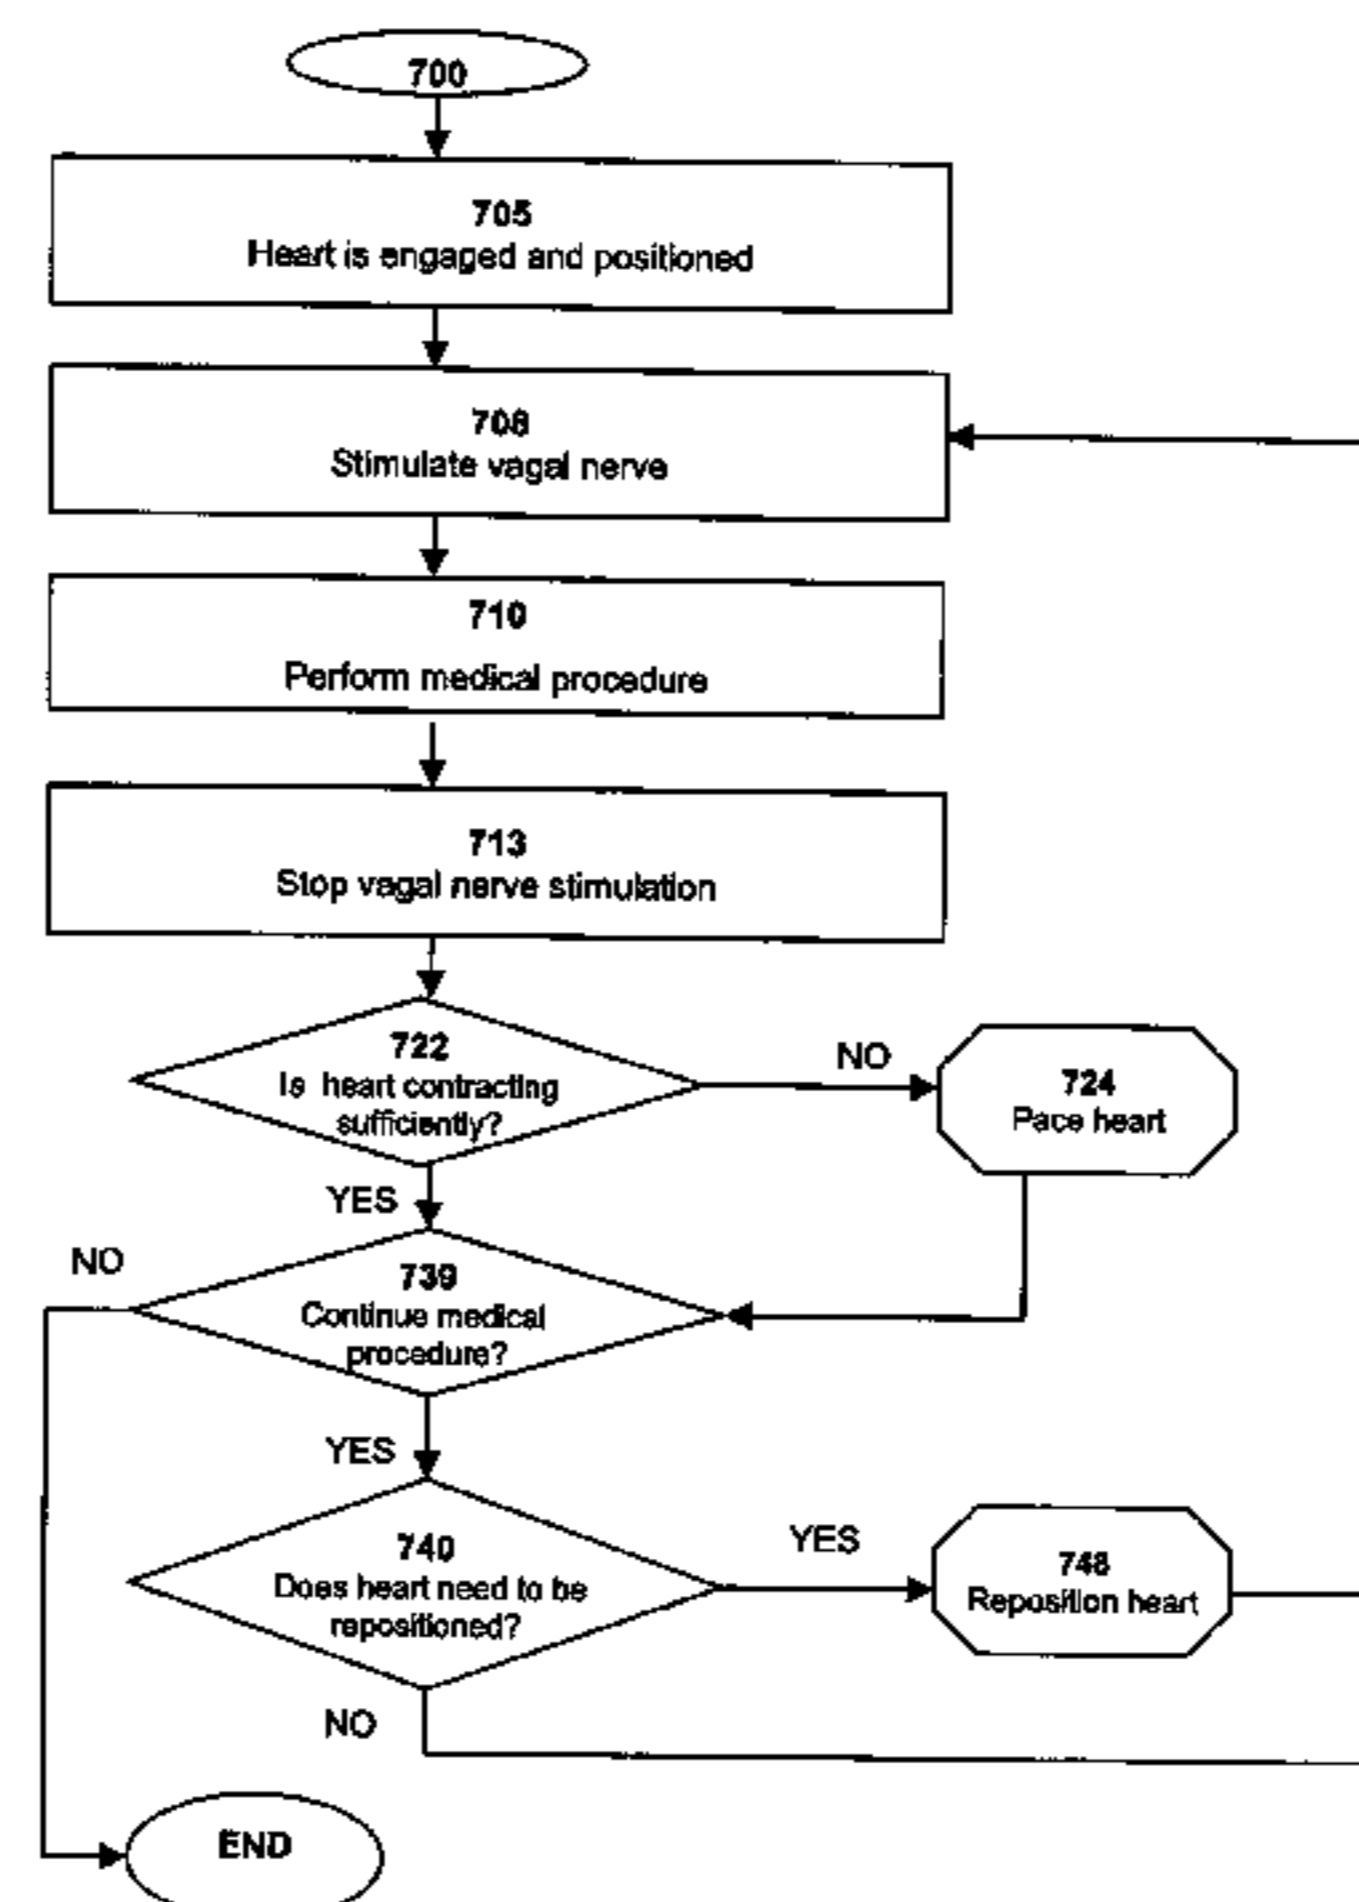 700
705
Heart is engaged and positioned
708
Stimulate vagal nerve
710
Perform medical procedure
713
Stop vagal nerve stimulation
722
Is heart contracting
sufficiently?
NO
724
Pace heart
YES
NO
739
Continue medical
procedure?
YES
740
Does heart need to be
repositioned?
YES
748
Reposition heart
NO
END